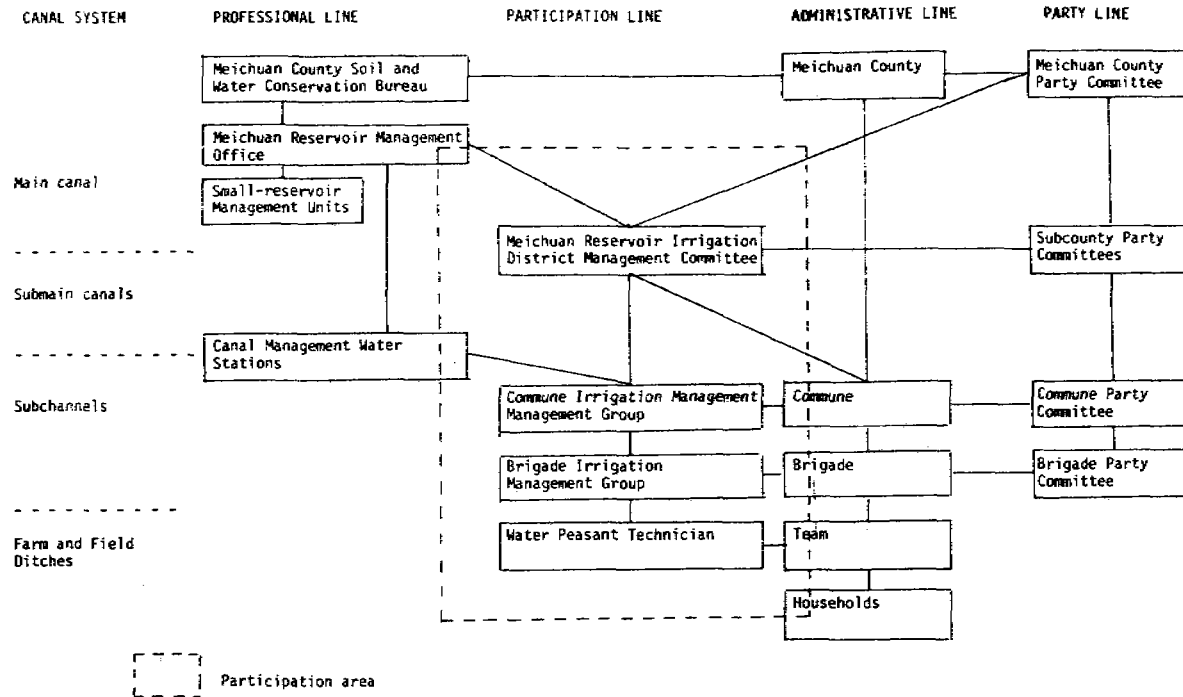 CANAL SYSTEM
PROFESSIONAL LINE
PARTICIPATION LINE
ADMINISTRATIVE LINE
PARTY LINE
Meichuan County Soil and
Water Conservation Bureau
Meichuan County
Meichuan County
Party Committee
Meichuan Reservoir Management
Office
Main canal
Small-reservoir
Management Units
Meichuan Reservoir Irrigation
District Management Committee
Subcounty Party
Committees
Submain canals
Canal Management Water
Stations
Subchannels
Commune Irrigation Management
Management Group
Commune
Commune Party
Committee
Brigade Irrigation
Management Group
Brigade
Brigade Party
Committee
Farm and Field
Ditches
Water Peasant Technician
Team
Households
Participation area